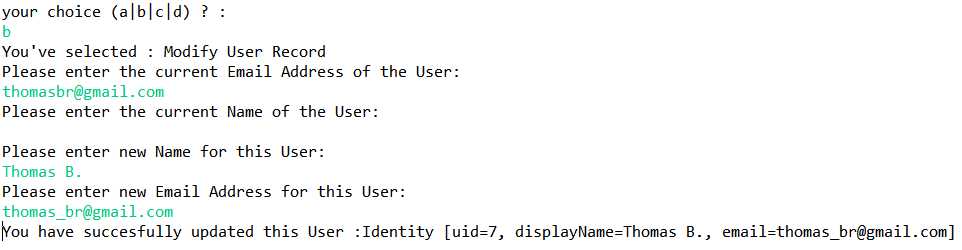 your choice (a|b|c|d) ? :
b
You've selected : Modify User Record
Please enter the current Email Address of the User:
thomasbr@gmail.com
Please enter the current Name of the User:
Please enter new Name for this User:
Thomas B.
Please enter new Email Address for this User:
thomas_br@gmail.com
You have succesfully updated this User :Identity [uid=7, displayName=Thomas B., email=thomas_br@gmail.com]